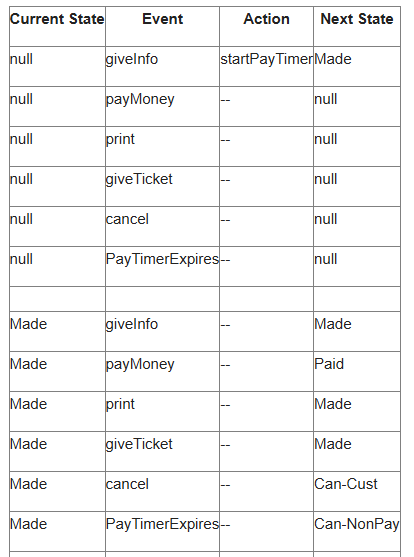 Current State Event Action Next State
null giveInfo startPayTimer Made
null payMoney -- null
null print -- null
null giveTicket -- null
null cancel -- null
null PayTimerExpires -- null
Made giveInfo -- Made
Made payMoney -- Paid
Made print -- Made
Made giveTicket -- Made
Made cancel -- Can-Cust
Made PayTimerExpires -- Can-NonPay